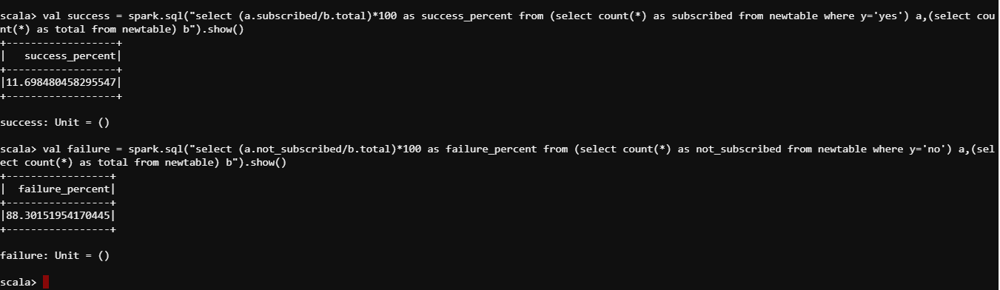 scala> val success = spark.sql("select (a.subscribed/b.total)*100 as success_percent from (select count(*) as subscribed from newtable where y='yes') a,(select cou
nt(*) as total from newtable) b").show()
+------------------+
|   success_percent|
+------------------+
|11.698480458295547|
+------------------+
success: Unit = ()
scala> val failure = spark.sql("select (a.not_subscribed/b.total)*100 as failure_percent from (select count(*) as not_subscribed from newtable where y='no') a,(sel
ect count(*) as total from newtable) b").show()
+-----------------+
|  failure_percent|
+-----------------+
|88.30151954170445|
+-----------------+
failure: Unit = ()
scala>